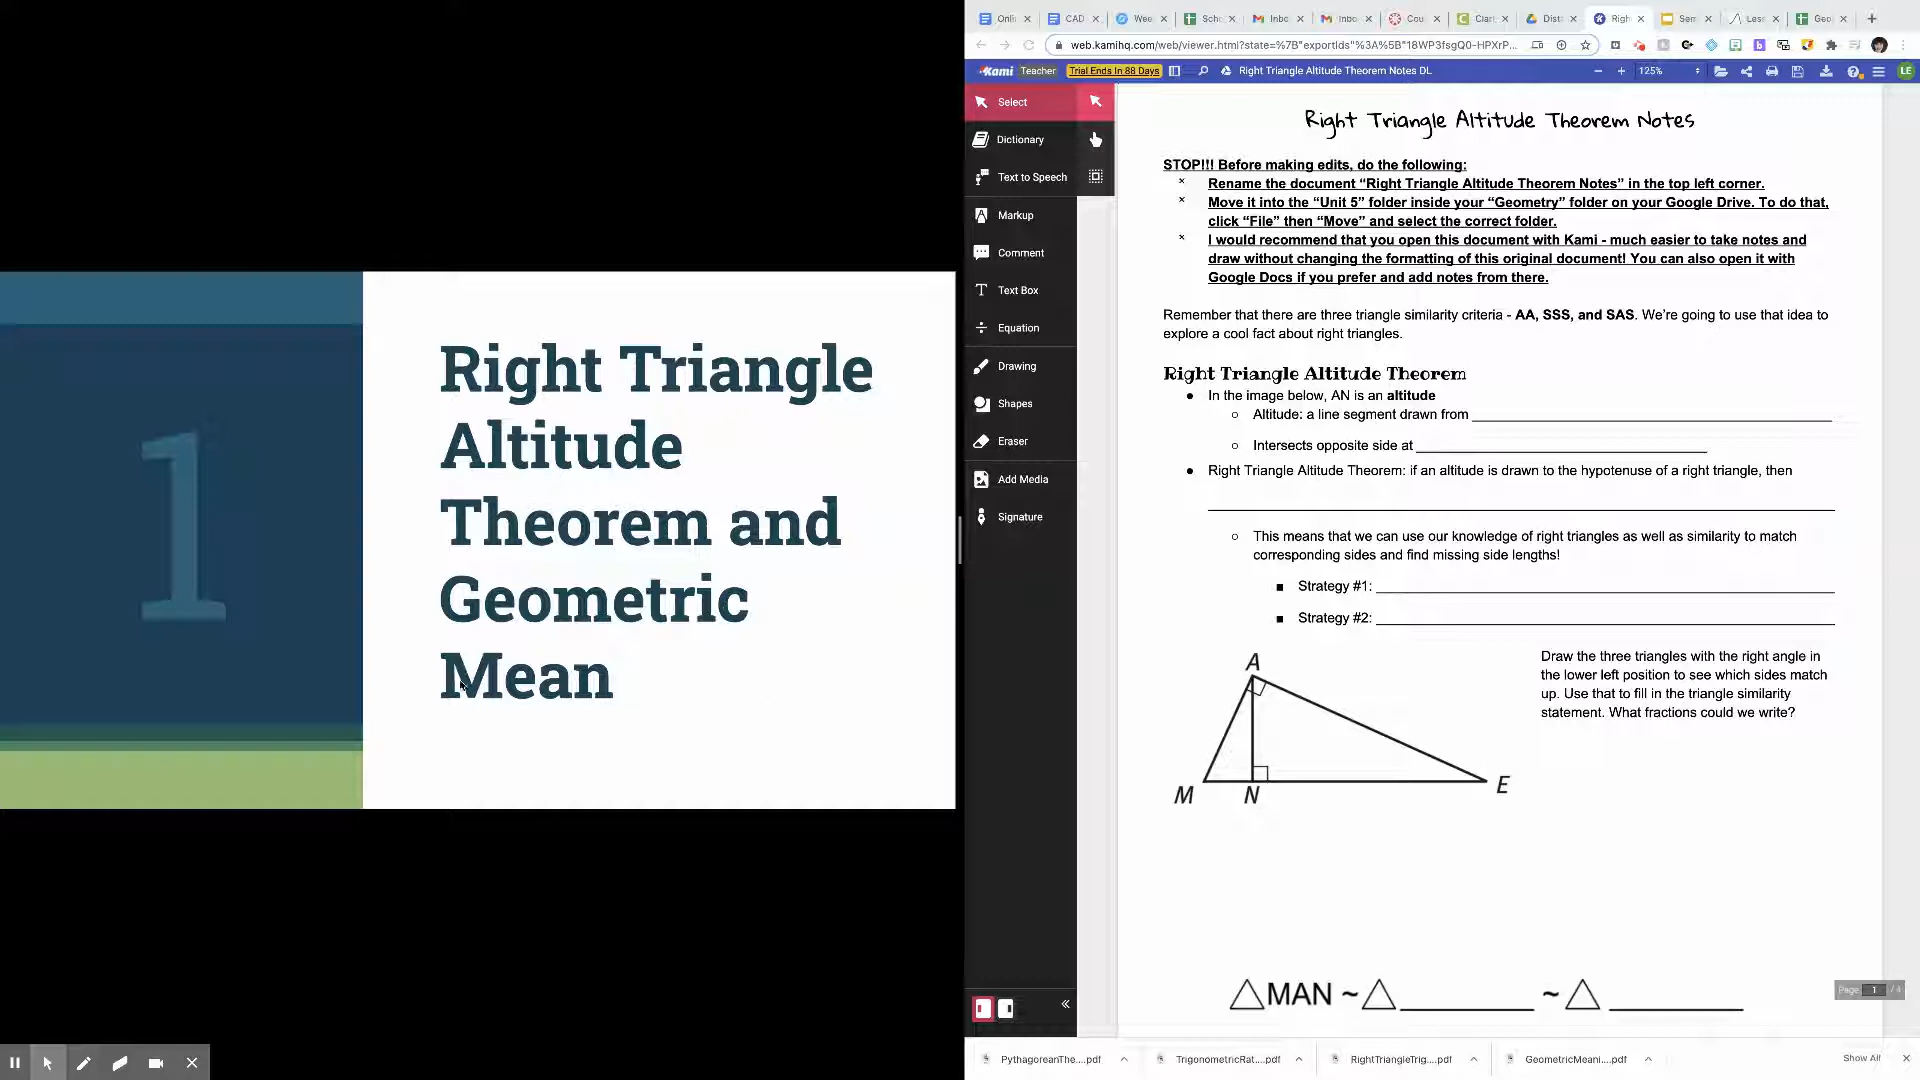 1
Right Triangle
Altitude
Theorem and
Geometric
Mean
Onli
CAD
Wee
Sch
Inbo
Inbo
Cou
Clari
Dist
Righ
Sem
Less
Geo
web.kamihq.com/web/viewer.html?state=%7B"exportIds"%3A%5B"18WP3fsgQ0-HPXrP...
Kami Teacher Trial Ends In 88 Days Right Triangle Altitude Theorem Notes DL 125% LE
Select
Dictionary
Text to Speech
Markup
Comment
Text Box
Equation
Drawing
Shapes
Eraser
Add Media
Signature
Right Triangle Altitude Theorem Notes
STOP!!! Before making edits, do the following:
Rename the document “Right Triangle Altitude Theorem Notes” in the top left corner.
Move it into the “Unit 5” folder inside your “Geometry” folder on your Google Drive. To do that,
click “File” then “Move” and select the correct folder.
I would recommend that you open this document with Kami - much easier to take notes and
draw without changing the formatting of this original document! You can also open it with
Google Docs if you prefer and add notes from there.
Remember that there are three triangle similarity criteria - AA, SSS, and SAS. We’re going to use that idea to
explore a cool fact about right triangles.
Right Triangle Altitude Theorem
In the image below, AN is an altitude
Altitude: a line segment drawn from
Intersects opposite side at
Right Triangle Altitude Theorem: if an altitude is drawn to the hypotenuse of a right triangle, then
This means that we can use our knowledge of right triangles as well as similarity to match
corresponding sides and find missing side lengths!
Strategy #1:
Strategy #2:
A
M
N
E
Draw the three triangles with the right angle in
the lower left position to see which sides match
up. Use that to fill in the triangle similarity
statement. What fractions could we write?
△MAN ~△ ~△
Page 1 / 4
PythagoreanThe....pdf
TrigonometricRat....pdf
RightTriangleTrig....pdf
GeometricMeani....pdf
Show All